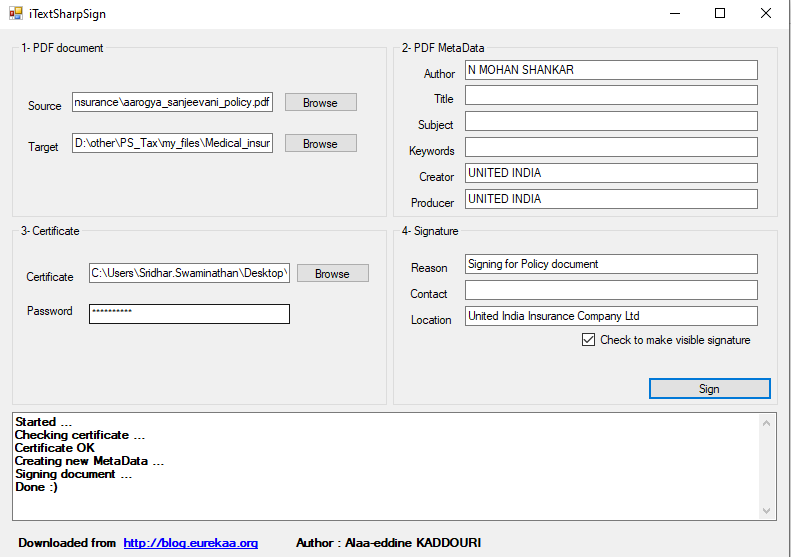 iTextSharpSign
1- PDF document
Source nsurance\aarogya_sanjeevani_policy.pdf Browse
Target D:\other\PS_Tax\my_files\Medical_insur Browse
2- PDF MetaData
Author N MOHAN SHANKAR
Title
Subject
Keywords
Creator UNITED INDIA
Producer UNITED INDIA
3- Certificate
Certificate C:\Users\Sridhar.Swaminathan\Desktop\ Browse
Password **********
4- Signature
Reason Signing for Policy document
Contact
Location United India Insurance Company Ltd
Check to make visible signature
Sign
Started ...
Checking certificate ...
Certificate OK
Creating new MetaData ...
Signing document ...
Done :)
Downloaded from http://blog.eurekaa.org Author : Alaa-eddine KADDOURI